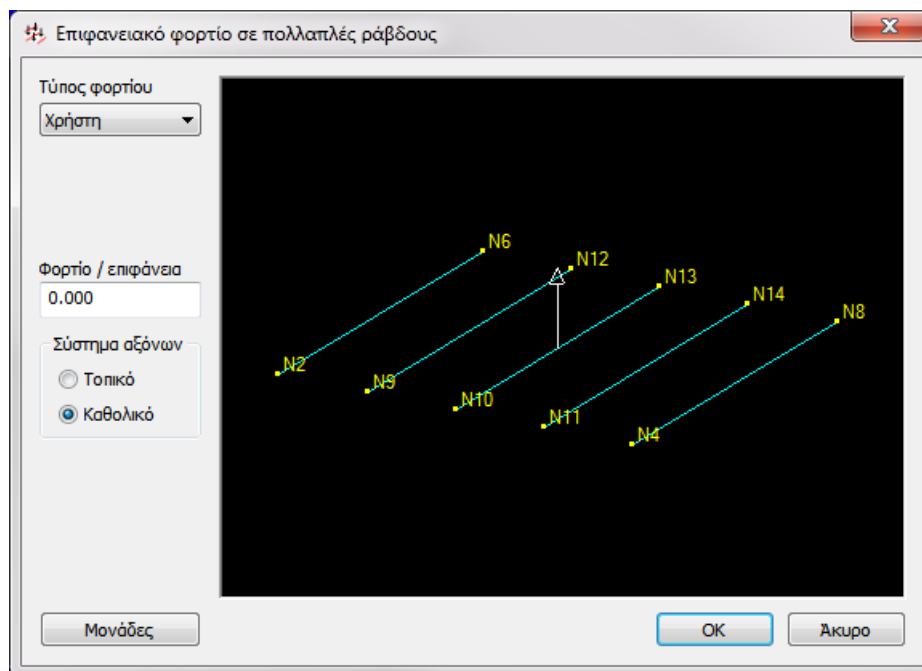 Επιφανειακό φορτίο σε πολλαπλές ράβδους
Τύπος φορτίου
Χρήστη
Φορτίο / επιφάνεια
0.000
Σύστημα αξόνων
Τοπικό
Καθολικό
N6
N12
N13
N14
N8
N2
N9
N10
N11
N4
Μονάδες
OK
Άκυρο